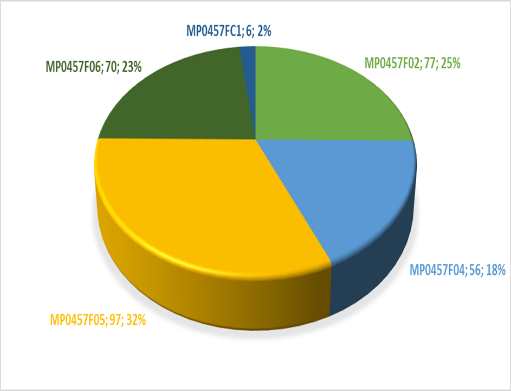 MP0457FC1; 6; 2%
MP0457F02; 77; 25%
MP0457F06; 70; 23%
MP0457F04; 56; 18%
MP0457F05; 97; 32%